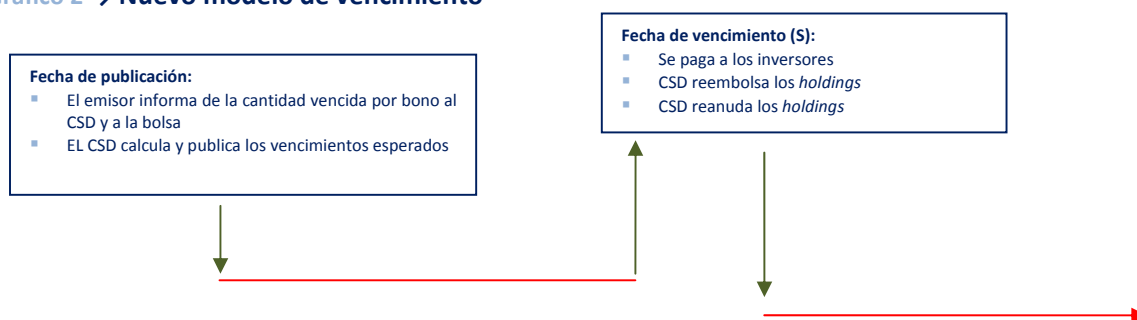 2 → Nuevo modelo de vencimiento
Fecha de publicación:
▪ El emisor informa de la cantidad vencida por bono al
CSD y a la bolsa
▪ EL CSD calcula y publica los vencimientos esperados
Fecha de vencimiento (S):
▪ Se paga a los inversores
▪ CSD reembolsa los holdings
▪ CSD reanuda los holdings